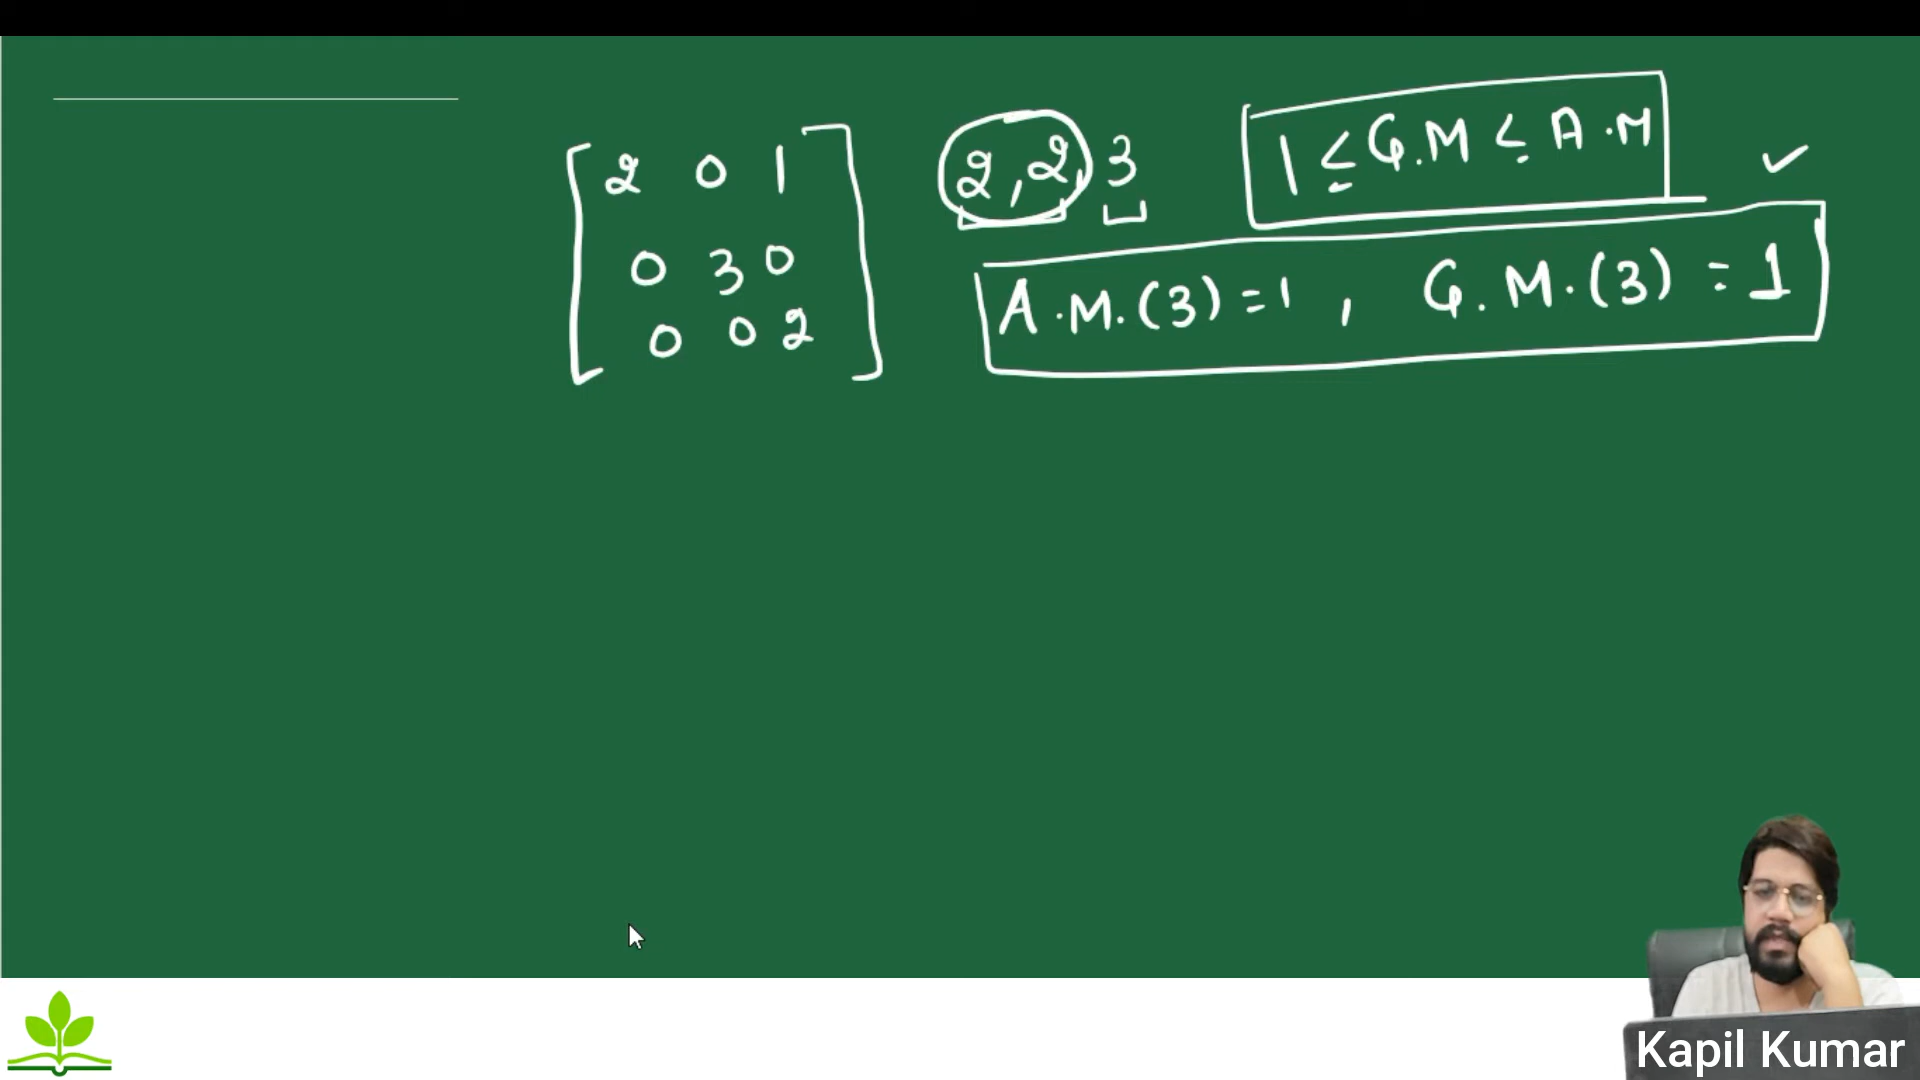 [2 0 1] 2, 2, 3 1 ≤ G.M ≤ A.M ✓
0 3 0 A.M.(3) = 1 , G.M.(3) = 1
0 0 2
Kapil Kumar